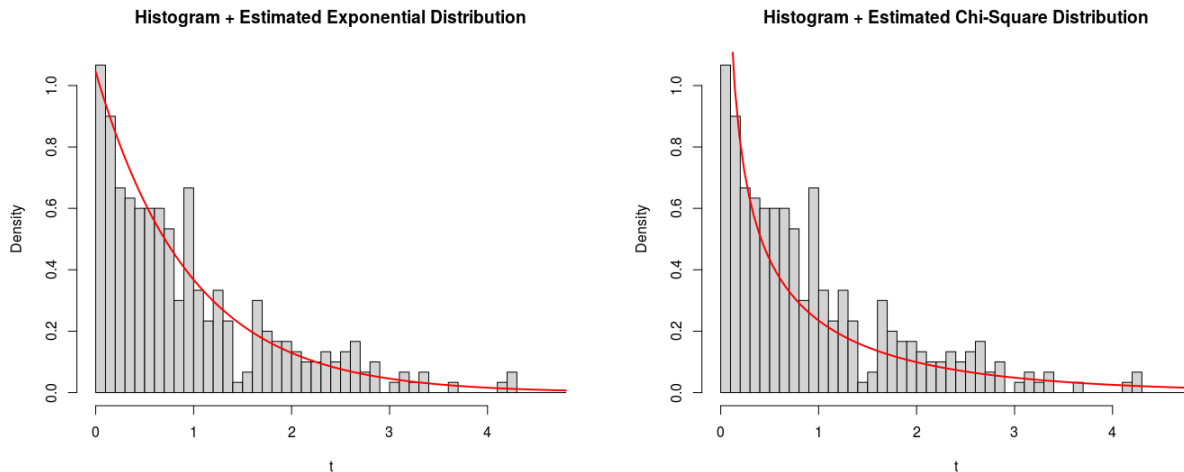 Histogram + Estimated Exponential Distribution
Density
0.0 0.2 0.4 0.6 0.8 1.0
0 1 2 3 4
t
Histogram + Estimated Chi-Square Distribution
Density
0.0 0.2 0.4 0.6 0.8 1.0
0 1 2 3 4
t